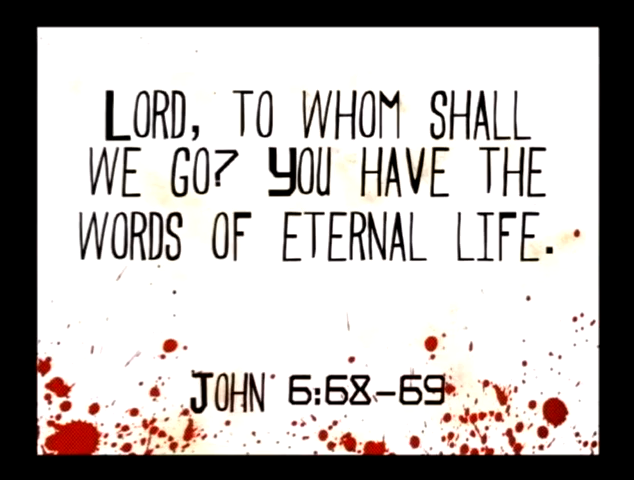 Lord, to whom shall
we go? You have the
words of eternal life.
John 6:68-69